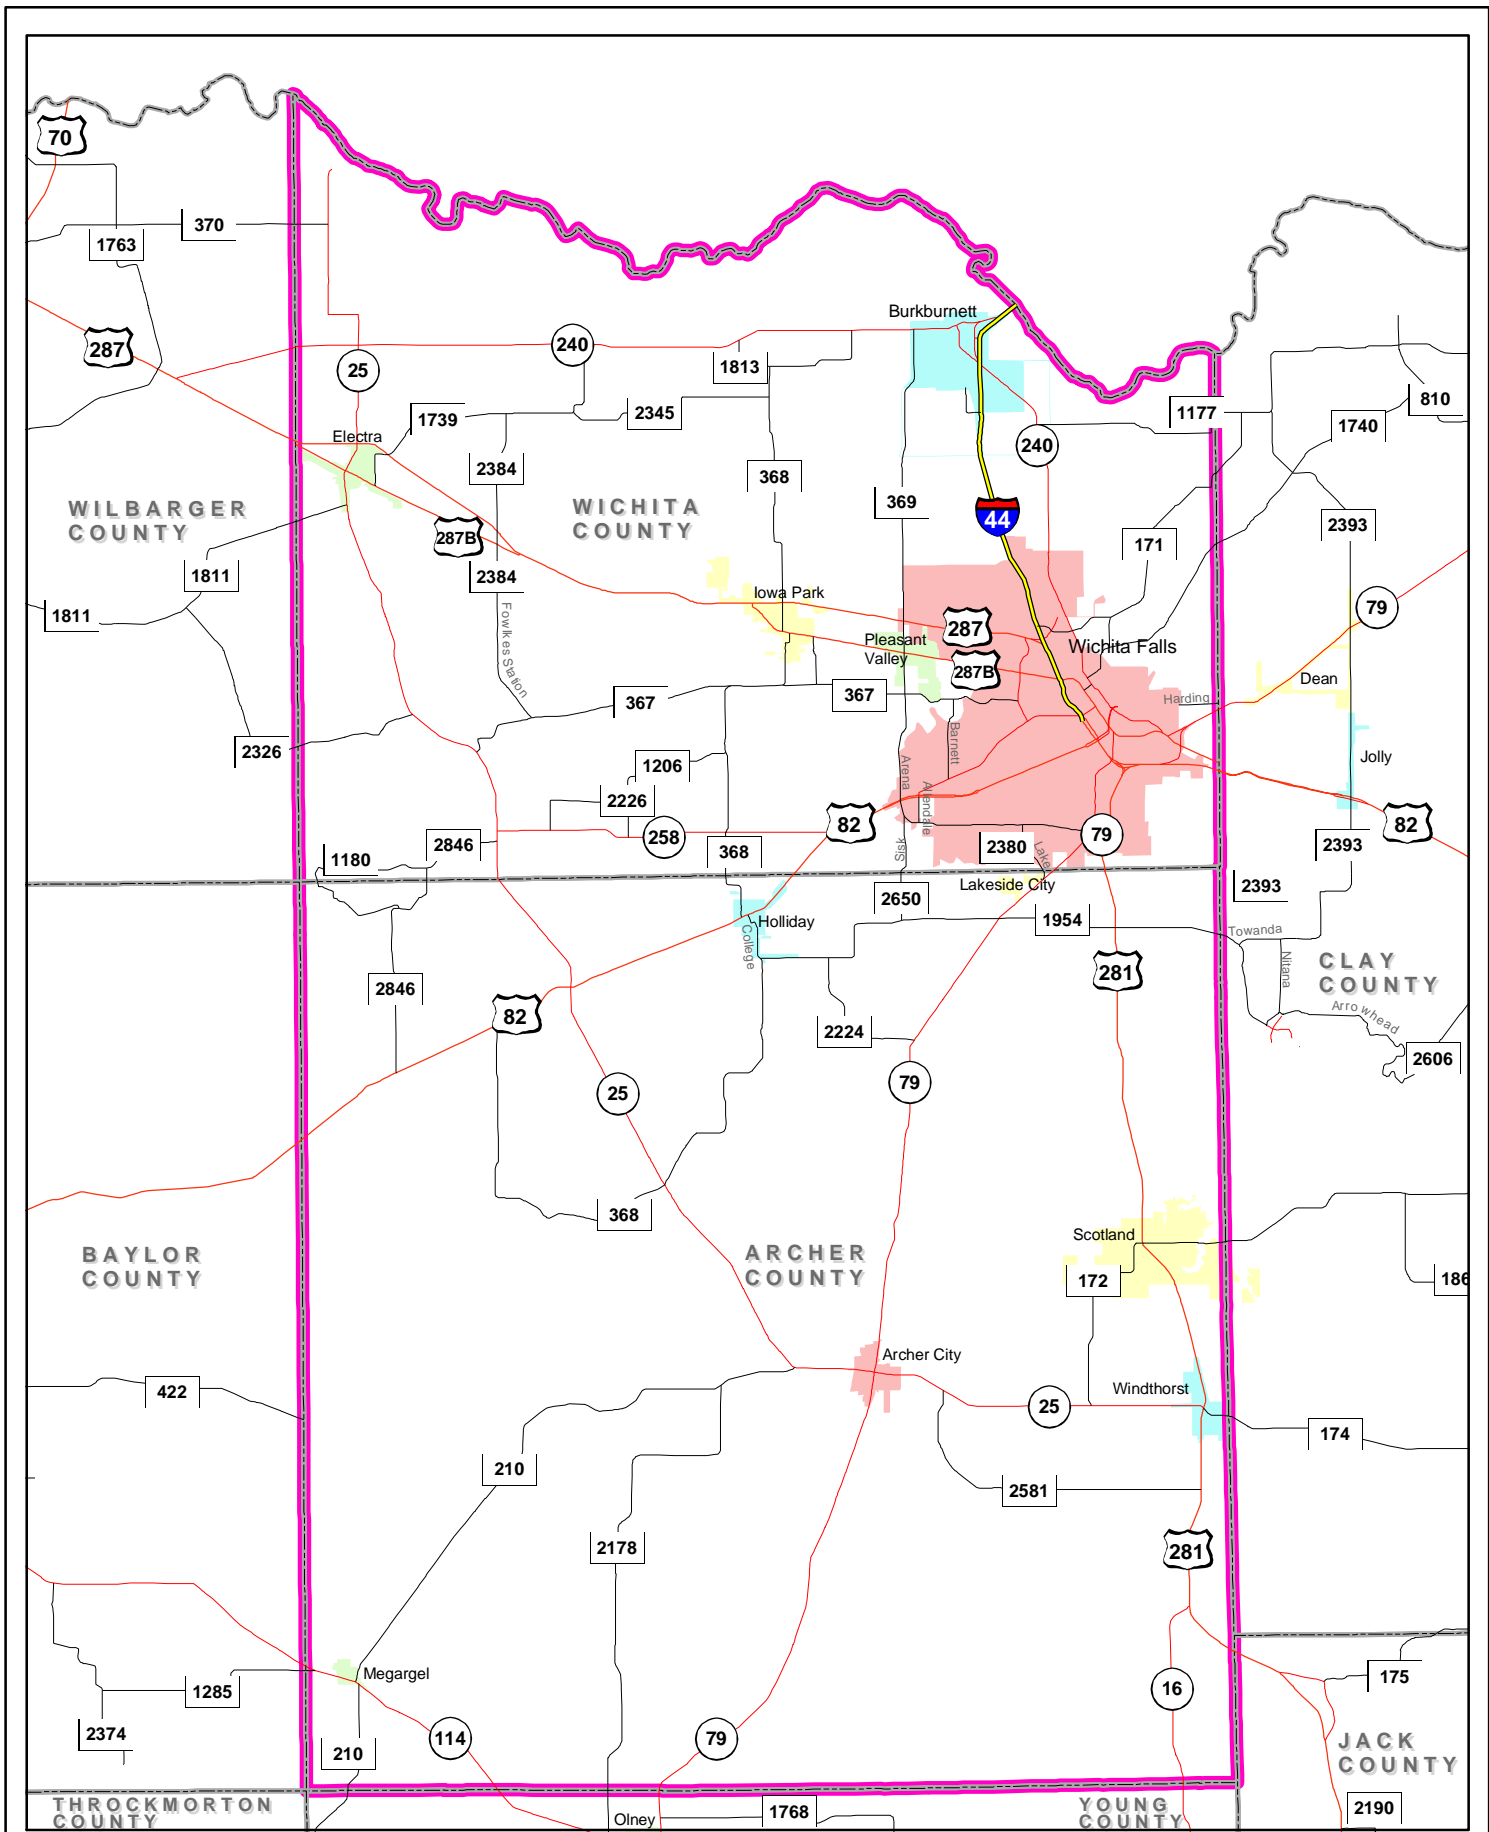 70
370
1763
287
25
240
1813
Burkburnett
1177
810
1740
1739
2345
Electra
2384
368
369
240
44
2393
171
WILBARGER
COUNTY
WICHITA
COUNTY
287B
1811
1811
2384
Fowlkes Station
Iowa Park
287
Pleasant
Valley
287B
Wichita Falls
79
Dean
Harding
367
367
2326
1206
2226
258
Barnett
Arena
Allendale
Jolly
82
82
2846
1180
368
Sisk
2380
Lake
79
2393
2393
Lakeside City
2650
1954
Holliday
College
Towanda
Nitana
CLAY
COUNTY
Arrowhead
2846
82
281
2224
2606
25
79
368
BAYLOR
COUNTY
ARCHER
COUNTY
Scotland
172
186
Archer City
Windthorst
422
25
174
210
2581
2178
281
Megargel
1285
175
16
2374
210
114
79
JACK
COUNTY
THROCKMORTON
COUNTY
Olney
1768
YOUNG
COUNTY
2190